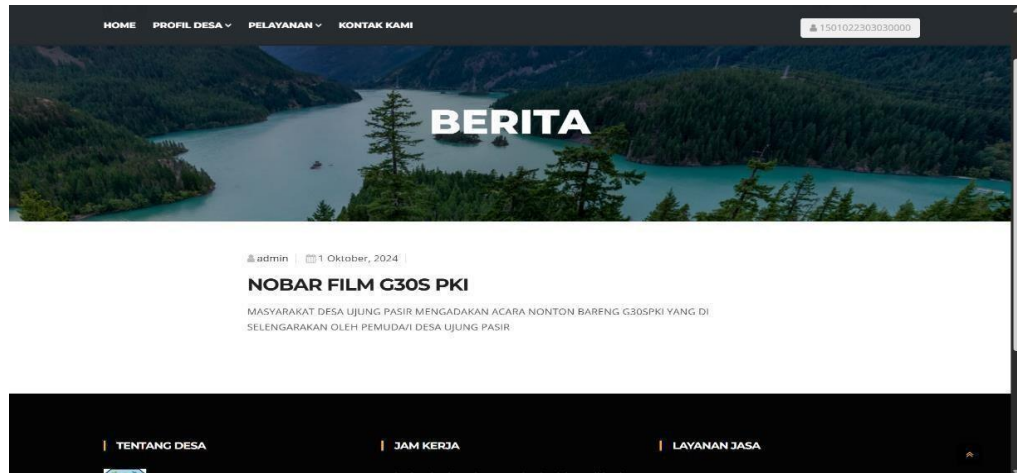 HOME PROFIL DESA PELAYANAN KONTAK KAMI 1501022303030000
BERITA
admin 1 Oktober, 2024
NOBAR FILM G30S PKI
MASYARAKAT DESA UJUNG PASIR MENGADAKAN ACARA NONTON BARENG G30SPKI YANG DI
SELENGARAKAN OLEH PEMUDA/I DESA UJUNG PASIR
TENTANG DESA JAM KERJA LAYANAN JASA